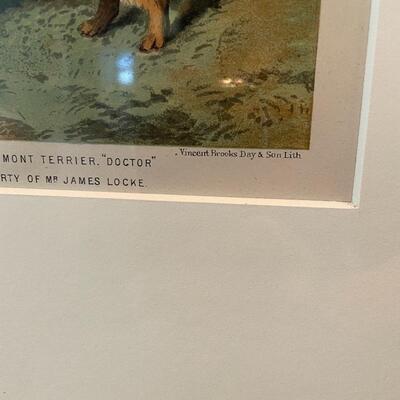 MONT TERRIER. "DOCTOR"
. Vincent Brooks Day & Son Lith
RTY OF MR JAMES LOCKE.